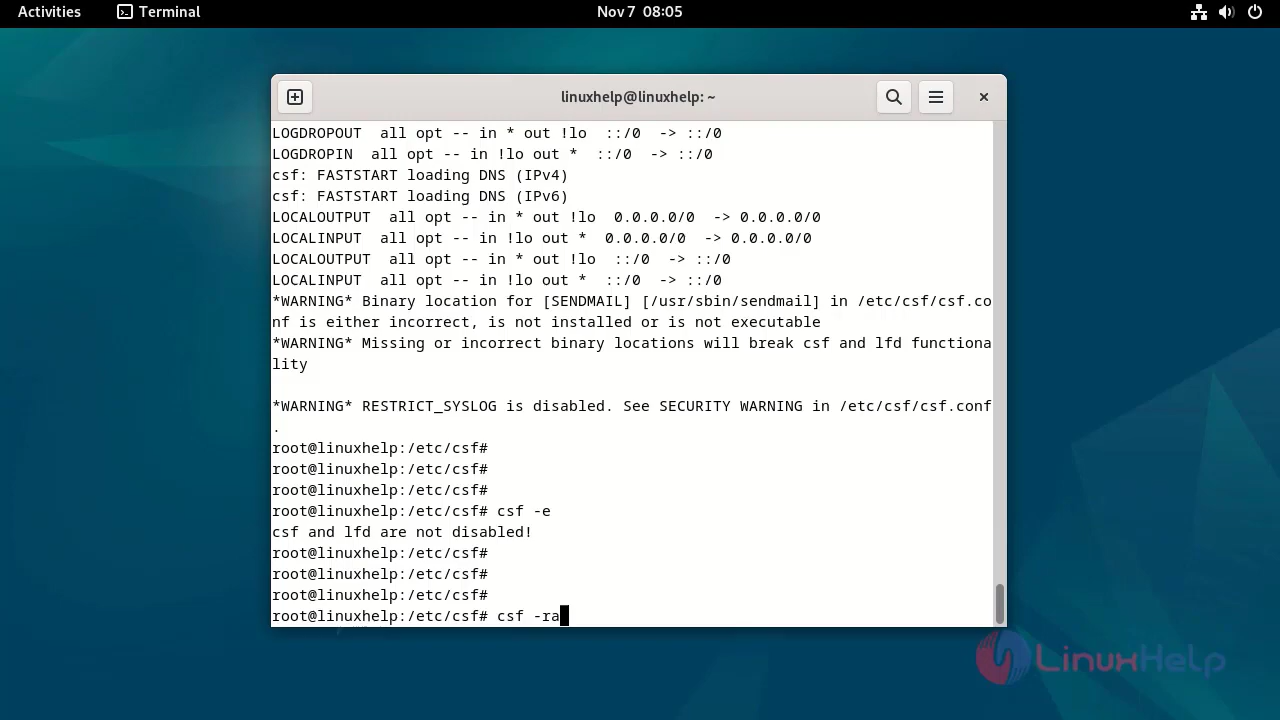 Activities Terminal Nov 7 08:05
linuxhelp@linuxhelp: ~
LOGDROPOUT  all opt -- in * out !lo  ::/0  -> ::/0
LOGDROPIN  all opt -- in !lo out *  ::/0  -> ::/0
csf: FASTSTART loading DNS (IPv4)
csf: FASTSTART loading DNS (IPv6)
LOCALOUTPUT  all opt -- in * out !lo  0.0.0.0/0  -> 0.0.0.0/0
LOCALINPUT  all opt -- in !lo out *  0.0.0.0/0  -> 0.0.0.0/0
LOCALOUTPUT  all opt -- in * out !lo  ::/0  -> ::/0
LOCALINPUT  all opt -- in !lo out *  ::/0  -> ::/0
*WARNING* Binary location for [SENDMAIL] [/usr/sbin/sendmail] in /etc/csf/csf.co
nf is either incorrect, is not installed or is not executable
*WARNING* Missing or incorrect binary locations will break csf and lfd functiona
lity
*WARNING* RESTRICT_SYSLOG is disabled. See SECURITY WARNING in /etc/csf/csf.conf
.
root@linuxhelp:/etc/csf#
root@linuxhelp:/etc/csf#
root@linuxhelp:/etc/csf#
root@linuxhelp:/etc/csf# csf -e
csf and lfd are not disabled!
root@linuxhelp:/etc/csf#
root@linuxhelp:/etc/csf#
root@linuxhelp:/etc/csf#
root@linuxhelp:/etc/csf# csf -ra
LinuxHelp